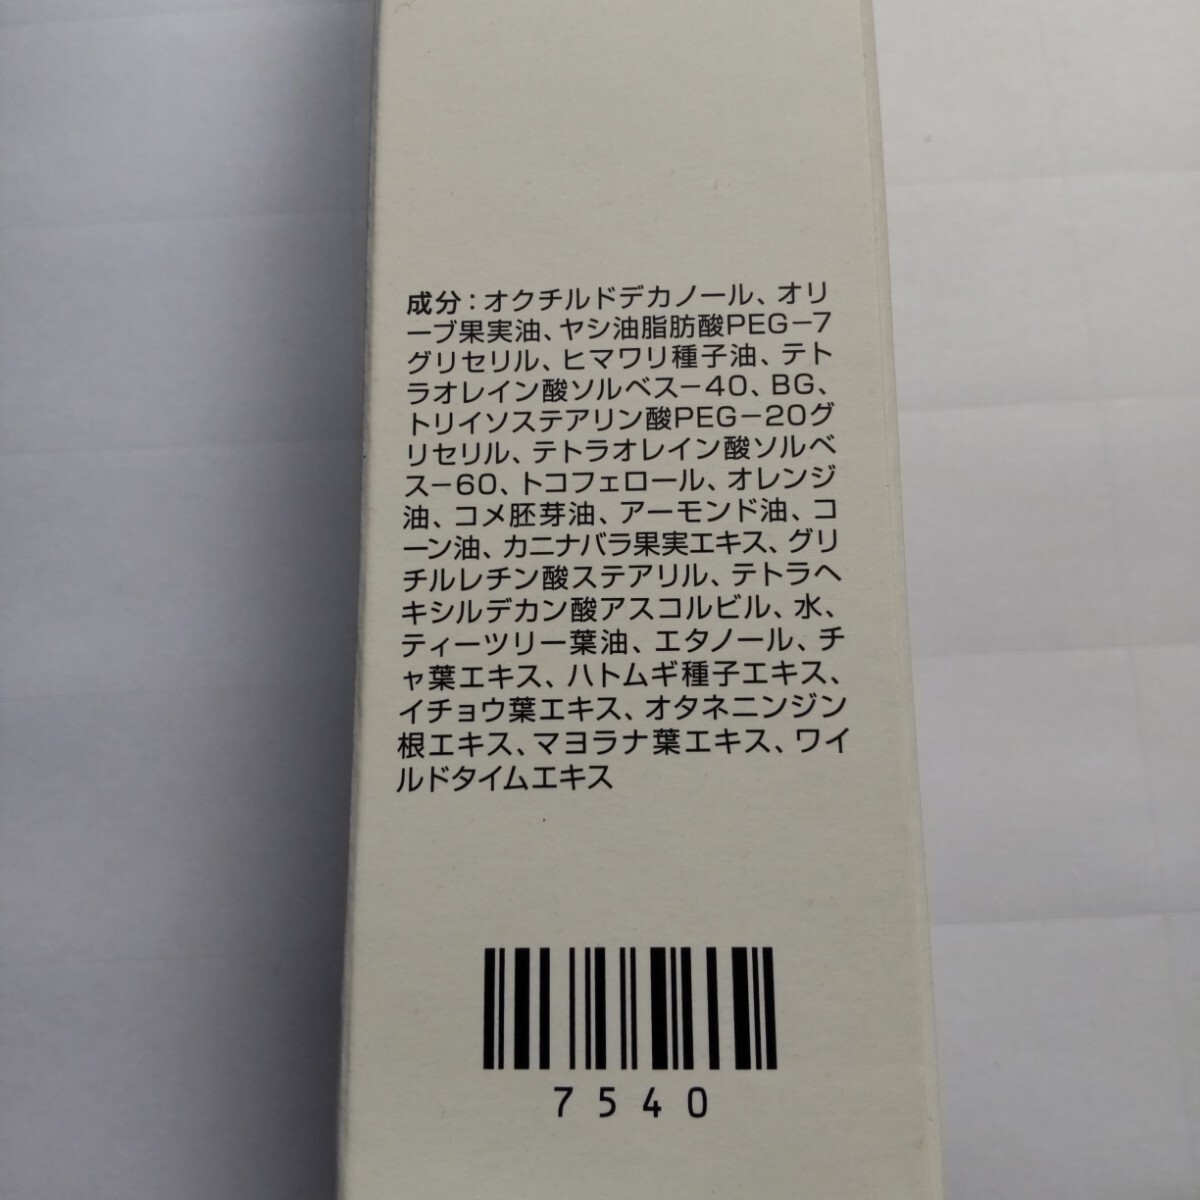 成分：オクチルドデカノール、オリ
ーブ果実油、ヤシ油脂肪酸PEG-7
グリセリル、ヒマワリ種子油、テト
ラオレイン酸ソルベス-40、BG、
トリイソステアリン酸PEG-20グ
リセリル、テトラオレイン酸ソルベ
ス-60、トコフェロール、オレンジ
油、コメ胚芽油、アーモンド油、コ
ーン油、カニナバラ果実エキス、グリ
チルレチン酸ステアリル、テトラヘ
キシルデカン酸アスコルビル、水、
ティーツリー葉油、エタノール、チ
ャ葉エキス、ハトムギ種子エキス、
イチョウ葉エキス、オタネニンジン
根エキス、マヨラナ葉エキス、ワイ
ルドタイムエキス
7540